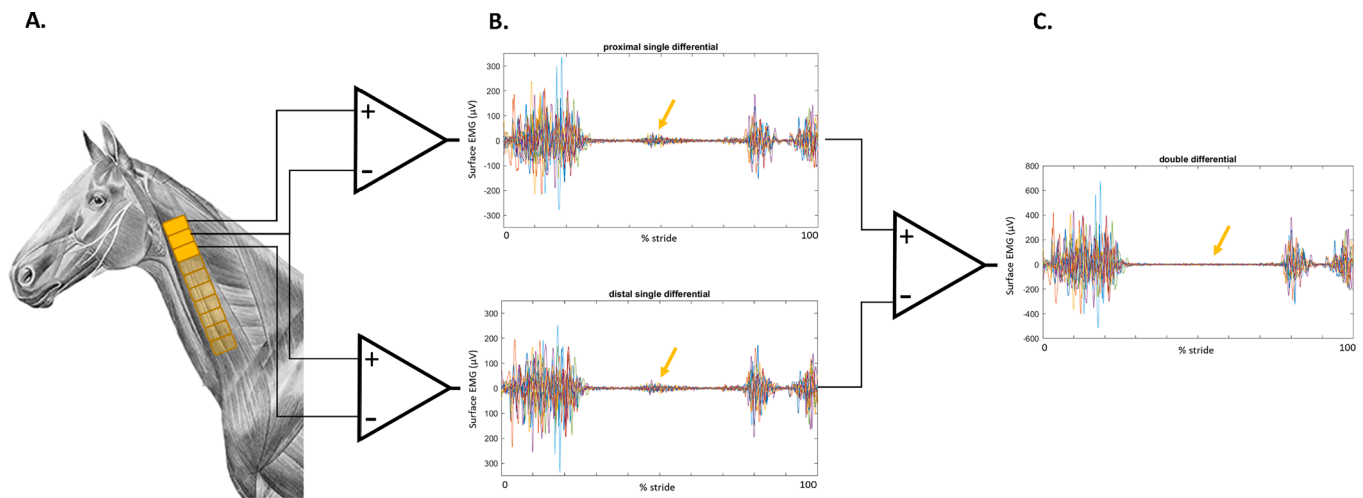 A.
B.
C.
proximal single differential
Surface EMG (µV)
300
200
100
0
-100
-200
-300
0
% stride
100
+
-
distal single differential
Surface EMG (µV)
300
200
100
0
100
200
300
0
% stride
100
+
-
+
-
double differential
Surface EMG (µV)
800
600
400
200
0
-200
-400
-600
0
% stride
100